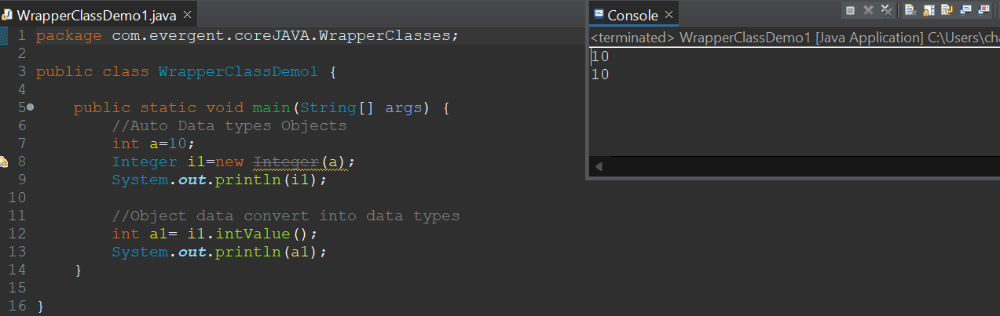 WrapperClassDemo1.java
1 package com.evergent.coreJAVA.WrapperClasses;
2
3 public class WrapperClassDemo1 {
4
5 public static void main(String[] args) {
6 //Auto Data types Objects
7 int a=10;
8 Integer i1=new Integer(a);
9 System.out.println(i1);
10
11 //Object data convert into data types
12 int a1= i1.intValue();
13 System.out.println(a1);
14 }
15
16 }
Console
<terminated> WrapperClassDemo1 [Java Application] C:\Users\cha
10
10